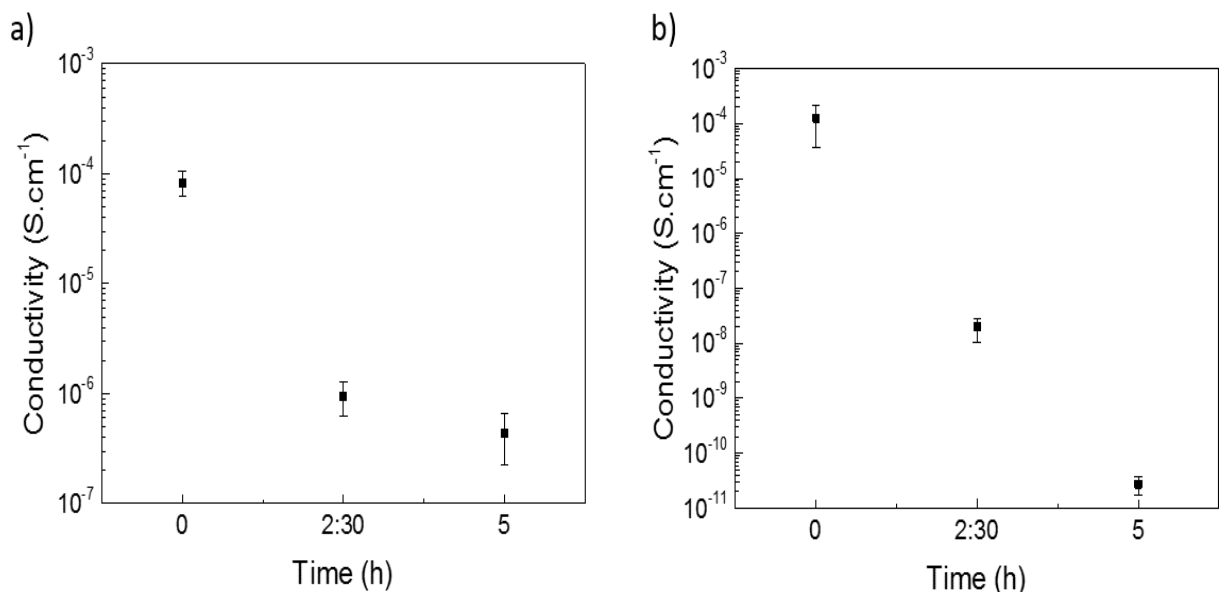 a)
10⁻³
10⁻⁴
10⁻⁵
10⁻⁶
10⁻⁷
Conductivity (S.cm⁻¹)
0 2:30 5
Time (h)
b)
10⁻³
10⁻⁴
10⁻⁵
10⁻⁶
10⁻⁷
10⁻⁸
10⁻⁹
10⁻¹⁰
10⁻¹¹
Conductivity (S.cm⁻¹)
0 2:30 5
Time (h)